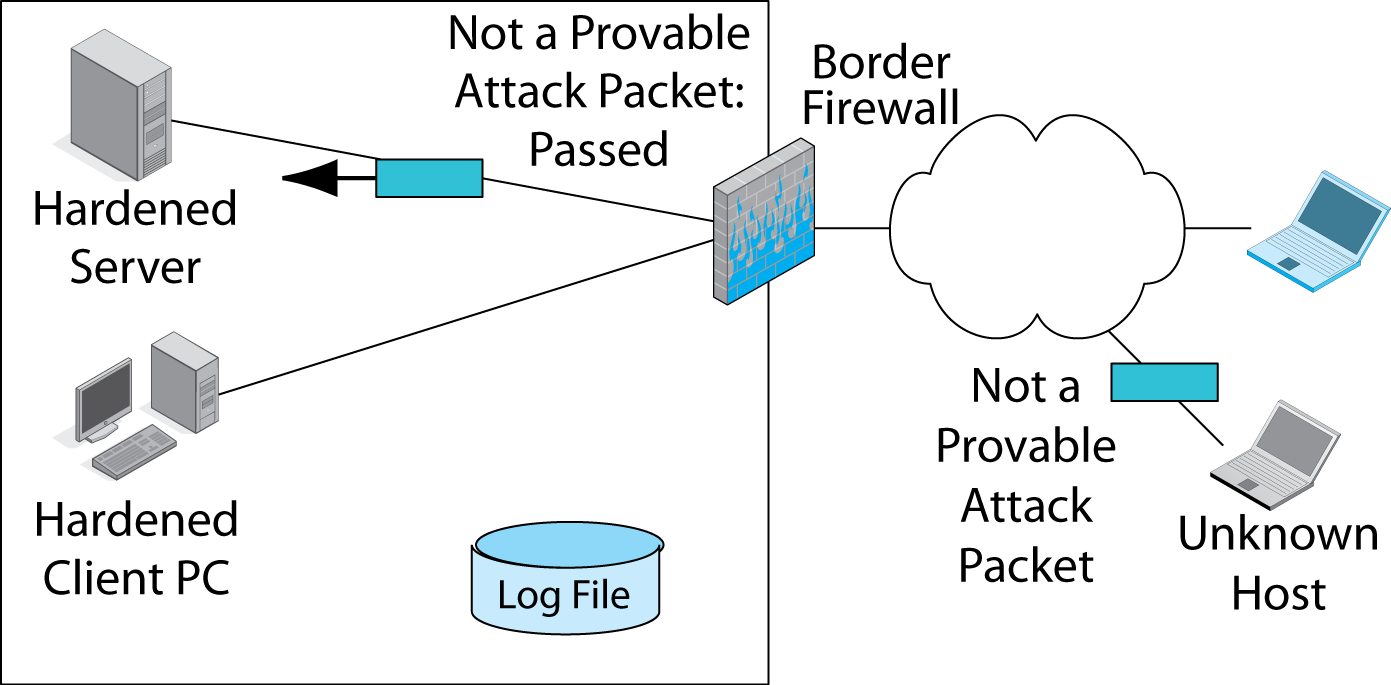 Not a Provable
Attack Packet:
Passed
Border
Firewall
Hardened
Server
Hardened
Client PC
Log File
Not a
Provable
Attack
Packet
Unknown
Host